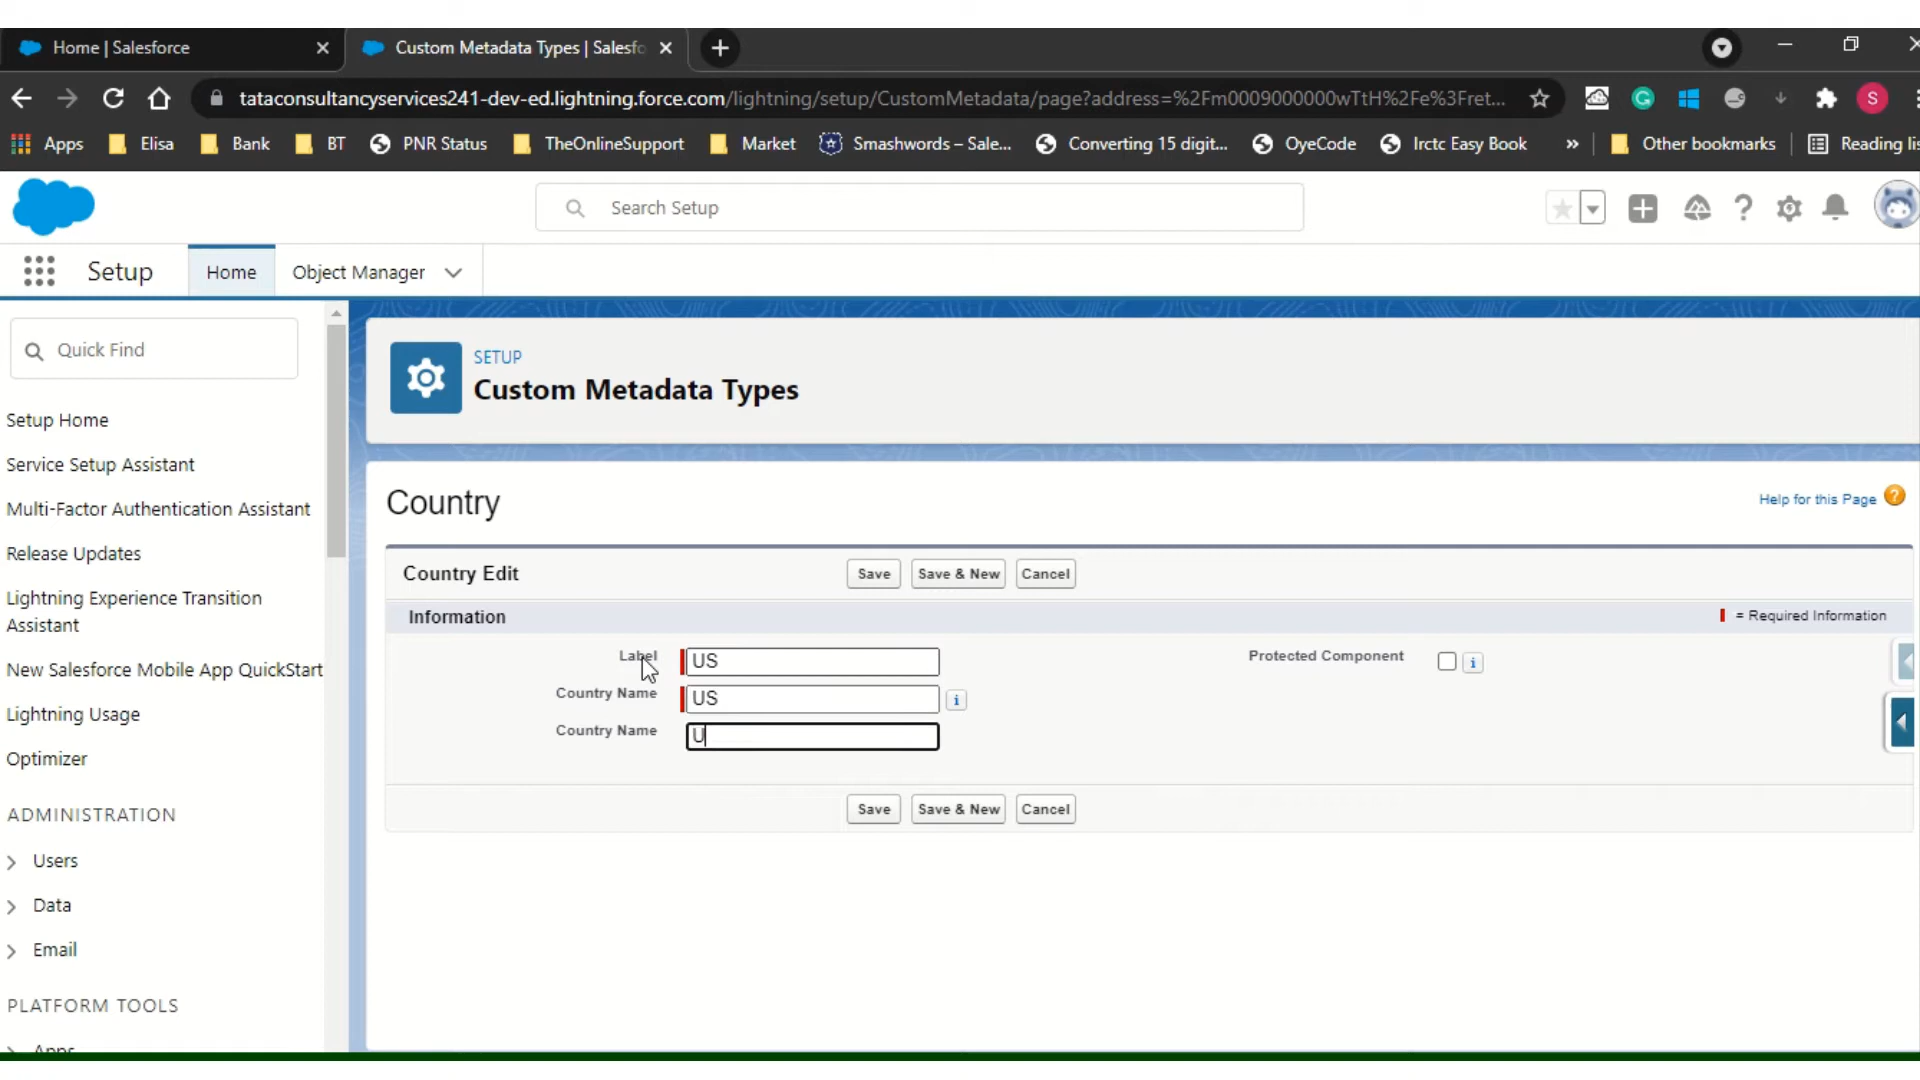 Home | Salesforce
Custom Metadata Types | Salesfo
tataconsultancyservices241-dev-ed.lightning.force.com/lightning/setup/CustomMetadata/page?address=%2Fm0009000000wTtH%2Fe%3Fret...
S
Apps Elisa Bank BT PNR Status TheOnlineSupport Market Smashwords – Sale... Converting 15 digit... OyeCode Irctc Easy Book » Other bookmarks Reading lis
Search Setup
Setup Home Object Manager
Quick Find
Setup Home
Service Setup Assistant
Multi-Factor Authentication Assistant
Release Updates
Lightning Experience Transition
Assistant
New Salesforce Mobile App QuickStart
Lightning Usage
Optimizer
ADMINISTRATION
Users
Data
Email
PLATFORM TOOLS
Apps
SETUP
Custom Metadata Types
Country
Help for this Page ?
Country Edit Save Save & New Cancel
Information = Required Information
Label US Protected Component i
Country Name US i
Country Name U
Save Save & New Cancel